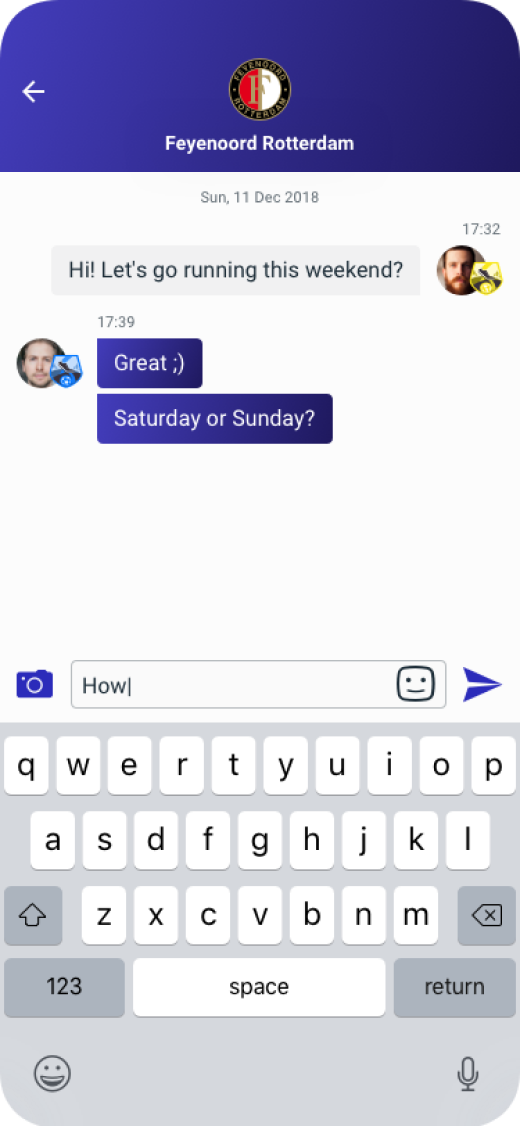 FEYENOORD
ROTTERDAM
Feyenoord Rotterdam
Sun, 11 Dec 2018
17:32
Hi! Let's go running this weekend?
17:39
Great ;)
Saturday or Sunday?
How
q w e r t y u i o p
a s d f g h j k l
z x c v b n m
123 space return